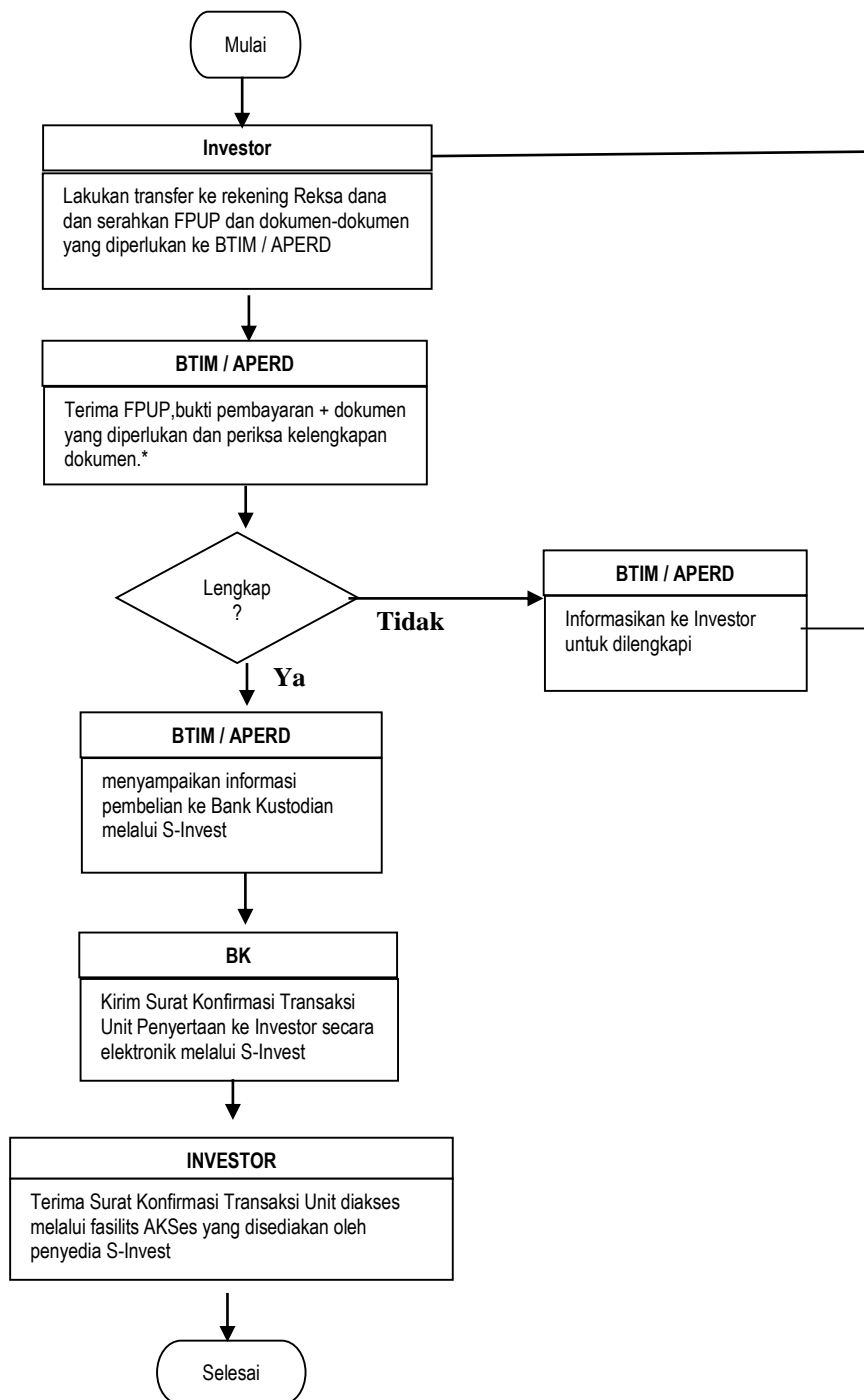 Mulai
Investor
Lakukan transfer ke rekening Reksa dana
dan serahkan FPUP dan dokumen-dokumen
yang diperlukan ke BTIM / APERD
BTIM / APERD
Terima FPUP,bukti pembayaran + dokumen
yang diperlukan dan periksa kelengkapan
dokumen.*
Lengkap
?
Tidak
BTIM / APERD
Informasikan ke Investor
untuk dilengkapi
Ya
BTIM / APERD
menyampaikan informasi
pembelian ke Bank Kustodian
melalui S-Invest
BK
Kirim Surat Konfirmasi Transaksi
Unit Penyertaan ke Investor secara
elektronik melalui S-Invest
INVESTOR
Terima Surat Konfirmasi Transaksi Unit diakses
melalui fasilits AKSes yang disediakan oleh
penyedia S-Invest
Selesai